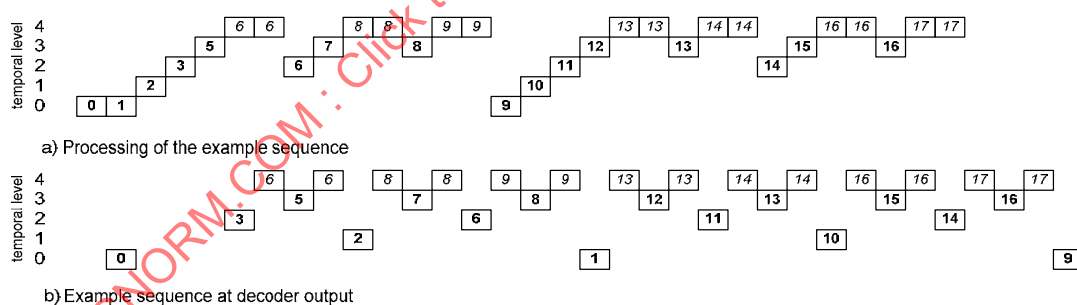 temporal level
4 6 6 8 8 9 9 13 13 14 14 16 16 17 17
3 5 7 8 12 13 15 16
2 3 6 11 14
1 2 10
0 0 1 9
a) Processing of the example sequence
temporal level
4 6 6 8 8 9 9 13 13 14 14 16 16 17 17
3 5 7 8 12 13 15 16
2 3 6 11 14
1 2 10
0 0 1 9
b) Example sequence at decoder output
ONORM.COM : Click t